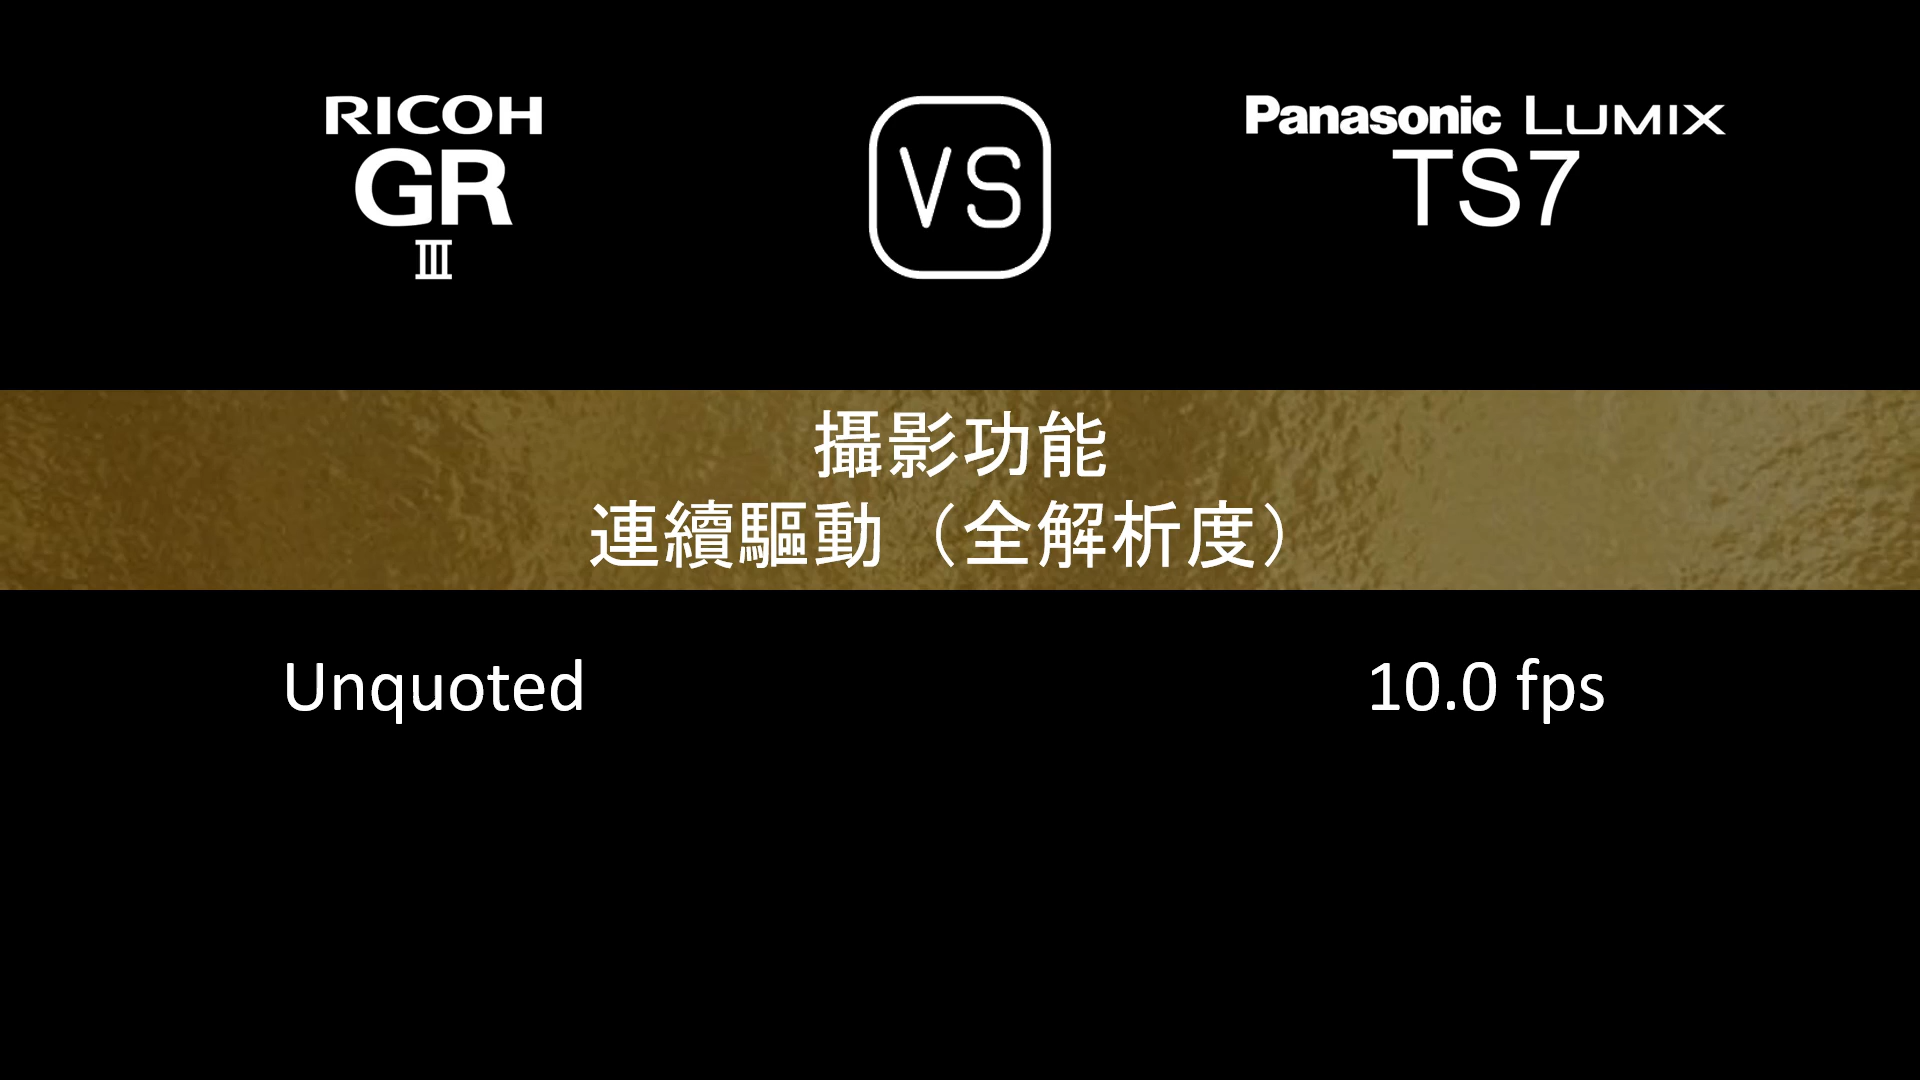 RICOH
GR
III
VS
Panasonic LUMIX
TS7
攝影功能
連續驅動（全解析度）
Unquoted
10.0 fps